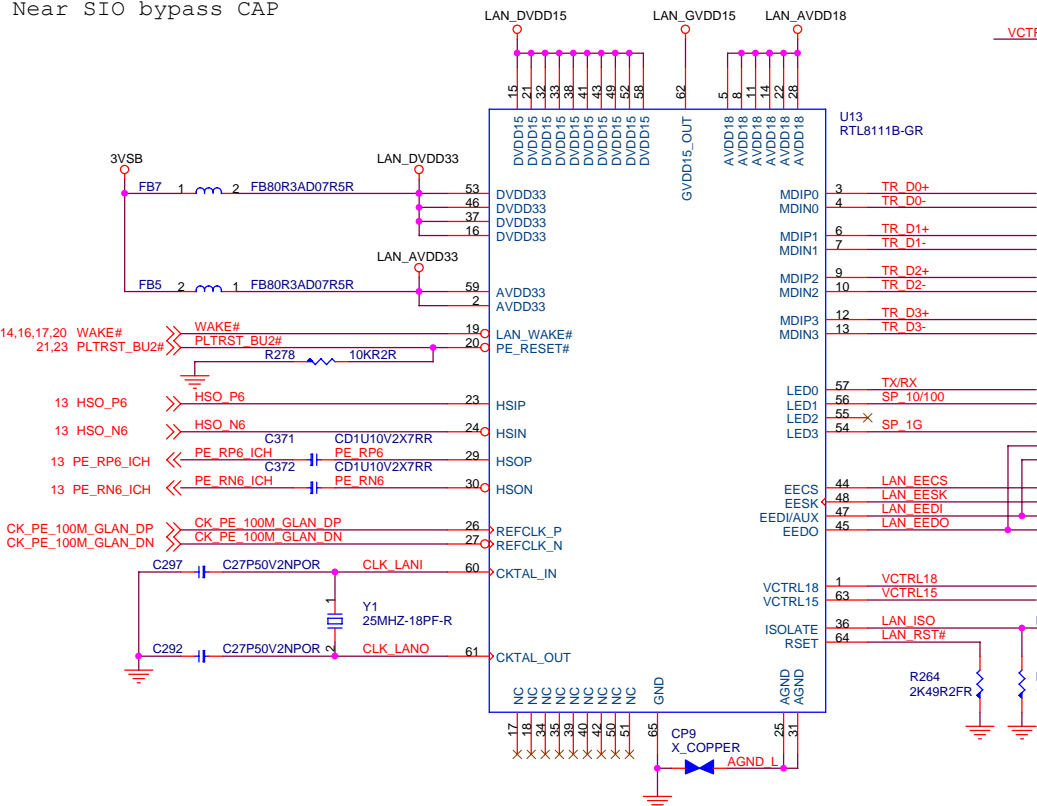 Near SIO bypass CAP
LAN_DVDD15
LAN_GVDD15
LAN_AVDD18
VCTR
15
21
32
33
38
41
43
49
52
58
62
5
8
11
14
22
28
U13
RTL8111B-GR
DVDD15
DVDD15
DVDD15
DVDD15
DVDD15
DVDD15
DVDD15
DVDD15
DVDD15
DVDD15
GVDD15_OUT
AVDD18
AVDD18
AVDD18
AVDD18
AVDD18
AVDD18
3VSB
LAN_DVDD33
FB7 1 2 FB80R3AD07R5R
53 DVDD33
46 DVDD33
37 DVDD33
16 DVDD33
LAN_AVDD33
FB5 2 1 FB80R3AD07R5R
59 AVDD33
2 AVDD33
14,16,17,20 WAKE# WAKE# 19 LAN_WAKE#
21,23 PLTRST_BU2# PLTRST_BU2# 20 PE_RESET#
R278 10KR2R
13 HSO_P6 HSO_P6 23 HSIP
13 HSO_N6 HSO_N6 24 HSIN
C371 CD1U10V2X7RR
13 PE_RP6_ICH PE_RP6_ICH PE_RP6 29 HSOP
C372 CD1U10V2X7RR
13 PE_RN6_ICH PE_RN6_ICH PE_RN6 30 HSON
CK_PE_100M_GLAN_DP CK_PE_100M_GLAN_DP 26 REFCLK_P
CK_PE_100M_GLAN_DN CK_PE_100M_GLAN_DN 27 REFCLK_N
C297 C27P50V2NPOR CLK_LANI 60 CKTAL_IN
1
Y1
25MHZ-18PF-R
2
C292 C27P50V2NPOR CLK_LANO 61 CKTAL_OUT
MDIP0 3 TR_D0+
MDIN0 4 TR_D0-
MDIP1 6 TR_D1+
MDIN1 7 TR_D1-
MDIP2 9 TR_D2+
MDIN2 10 TR_D2-
MDIP3 12 TR_D3+
MDIN3 13 TR_D3-
LED0 57 TX/RX
LED1 56 SP_10/100
LED2 55
LED3 54 SP_1G
EECS 44 LAN_EECS
EESK 48 LAN_EESK
EEDI/AUX 47 LAN_EEDI
EEDO 45 LAN_EEDO
VCTRL18 1 VCTRL18
VCTRL15 63 VCTRL15
ISOLATE 36 LAN_ISO
RSET 64 LAN_RST#
R264
2K49R2FR
NC
NC
NC
NC
NC
NC
NC
NC
NC
GND
AGND
AGND
17
18
34
35
39
40
42
50
51
65
25
31
CP9
X_COPPER
AGND_L